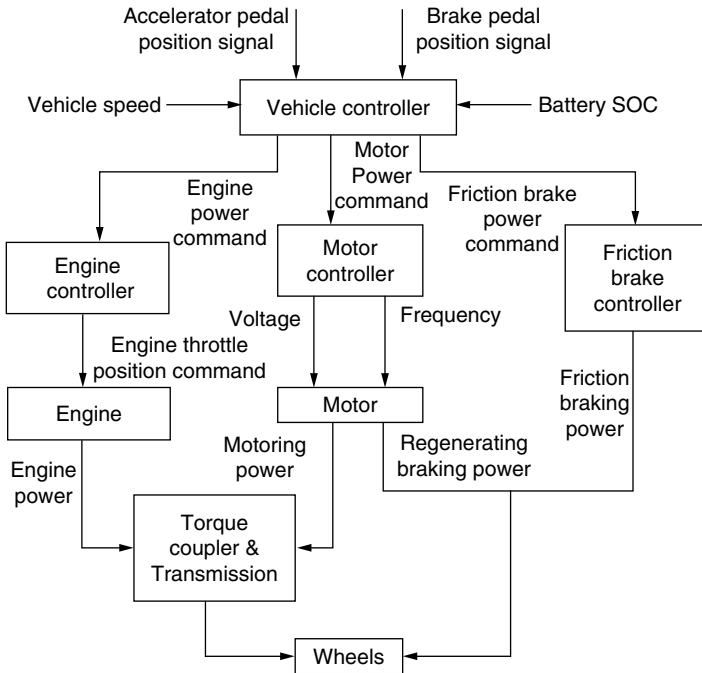 Accelerator pedal
position signal
Brake pedal
position signal
Vehicle speed
Vehicle controller
Battery SOC
Engine
power
command
Motor
Power
command
Friction brake
power
command
Engine
controller
Motor
controller
Friction
brake
controller
Voltage
Frequency
Engine throttle
position command
Friction
braking
power
Engine
Motor
Engine
power
Motoring
power
Regenerating
braking power
Torque
coupler &
Transmission
Wheels